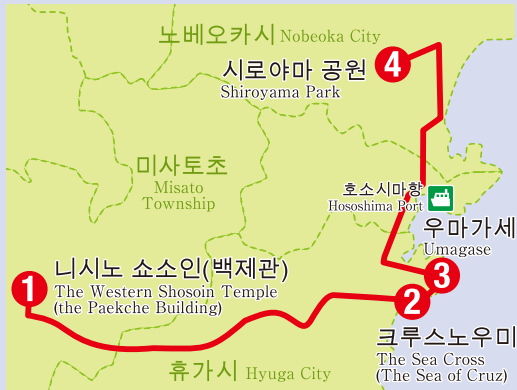 노베오카시 Nobeoka City
시로야마 공원 4
Shiroyama Park
미사토초
Misato
Township
호소시마항
Hososhima Port
우마가세
Umagase
3
1 니시노 쇼소인(백제관)
The Western Shosoin Temple
(the Paekche Building)
2
크루스노우미
The Sea Cross
(The Sea of Cruz)
휴가시 Hyuga City